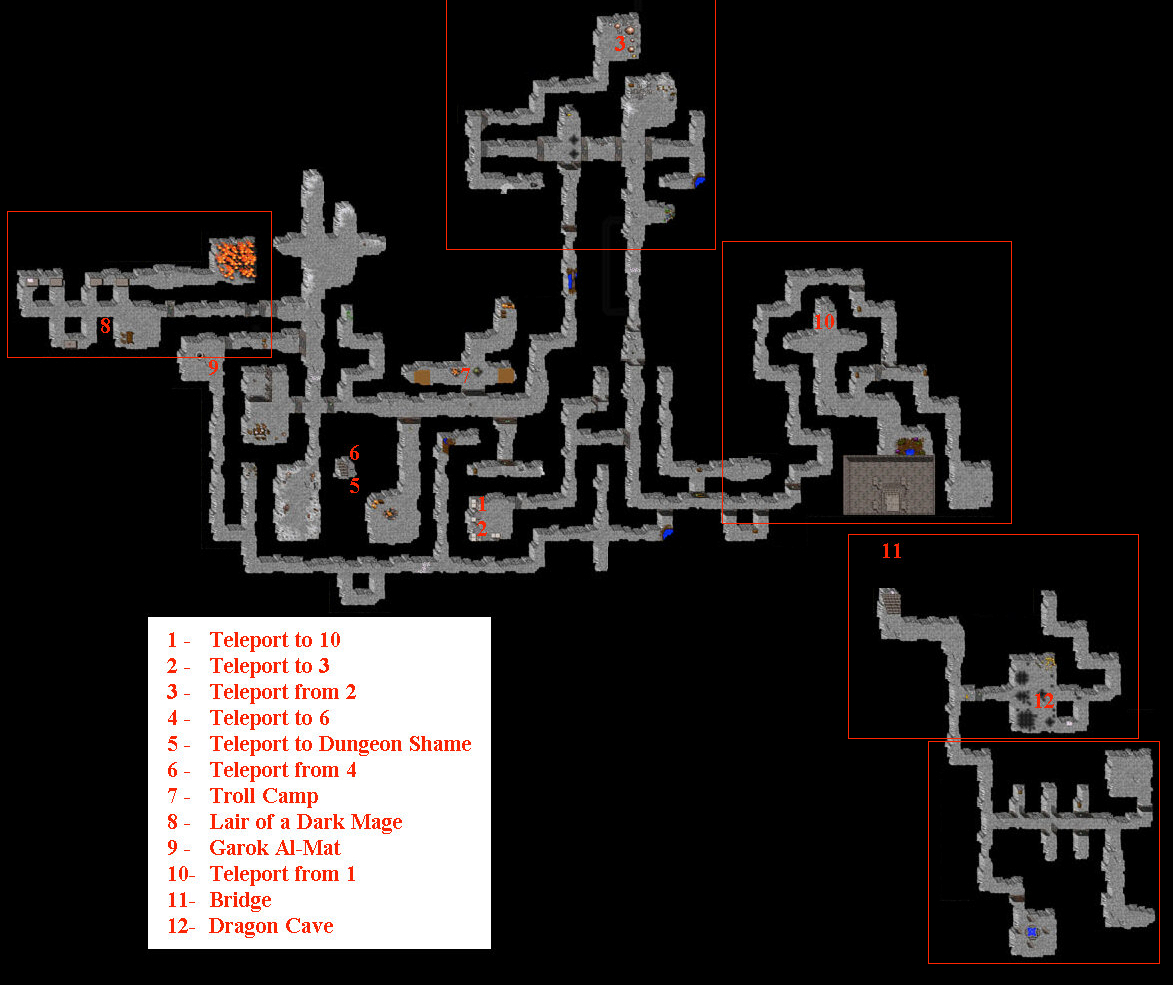 3
10
8
9
7
6
5
1
2
11
12
1 - Teleport to 10
2 - Teleport to 3
3 - Teleport from 2
4 - Teleport to 6
5 - Teleport to Dungeon Shame
6 - Teleport from 4
7 - Troll Camp
8 - Lair of a Dark Mage
9 - Garok Al-Mat
10- Teleport from 1
11- Bridge
12- Dragon Cave